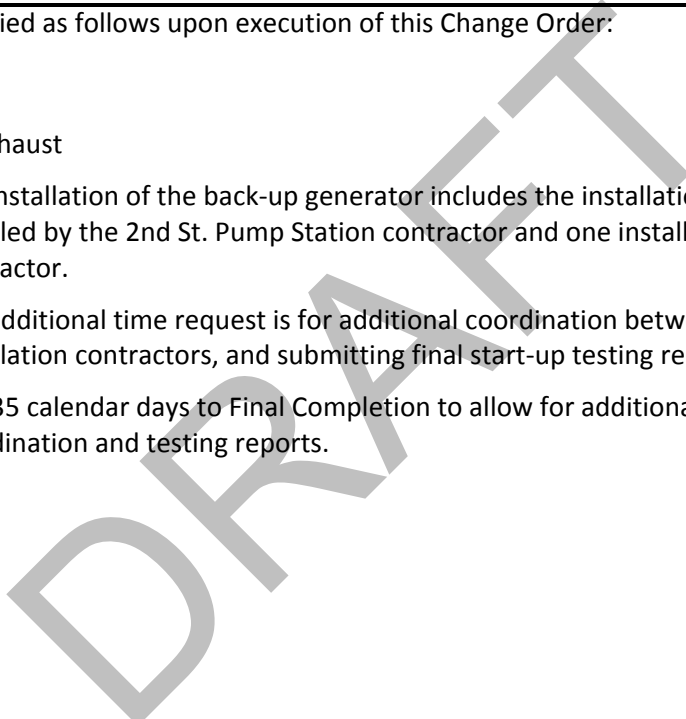 ied as follows upon execution of this Change Order:
haust
nstallation of the back-up generator includes the installati
led by the 2nd St. Pump Station contractor and one install
actor.
dditional time request is for additional coordination betw
lation contractors, and submitting final start-up testing re
35 calendar days to Final Completion to allow for additiona
dination and testing reports.
DRAFT